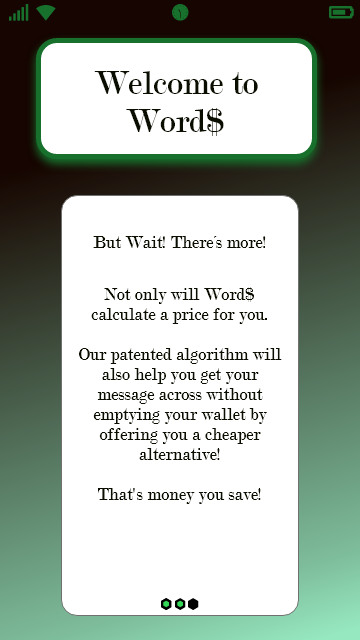 Welcome to
Word$
But Wait! There's more!
Not only will Word$
calculate a price for you.
Our patented algorithm will
also help you get your
message across without
emptying your wallet by
offering you a cheaper
alternative!
That's money you save!